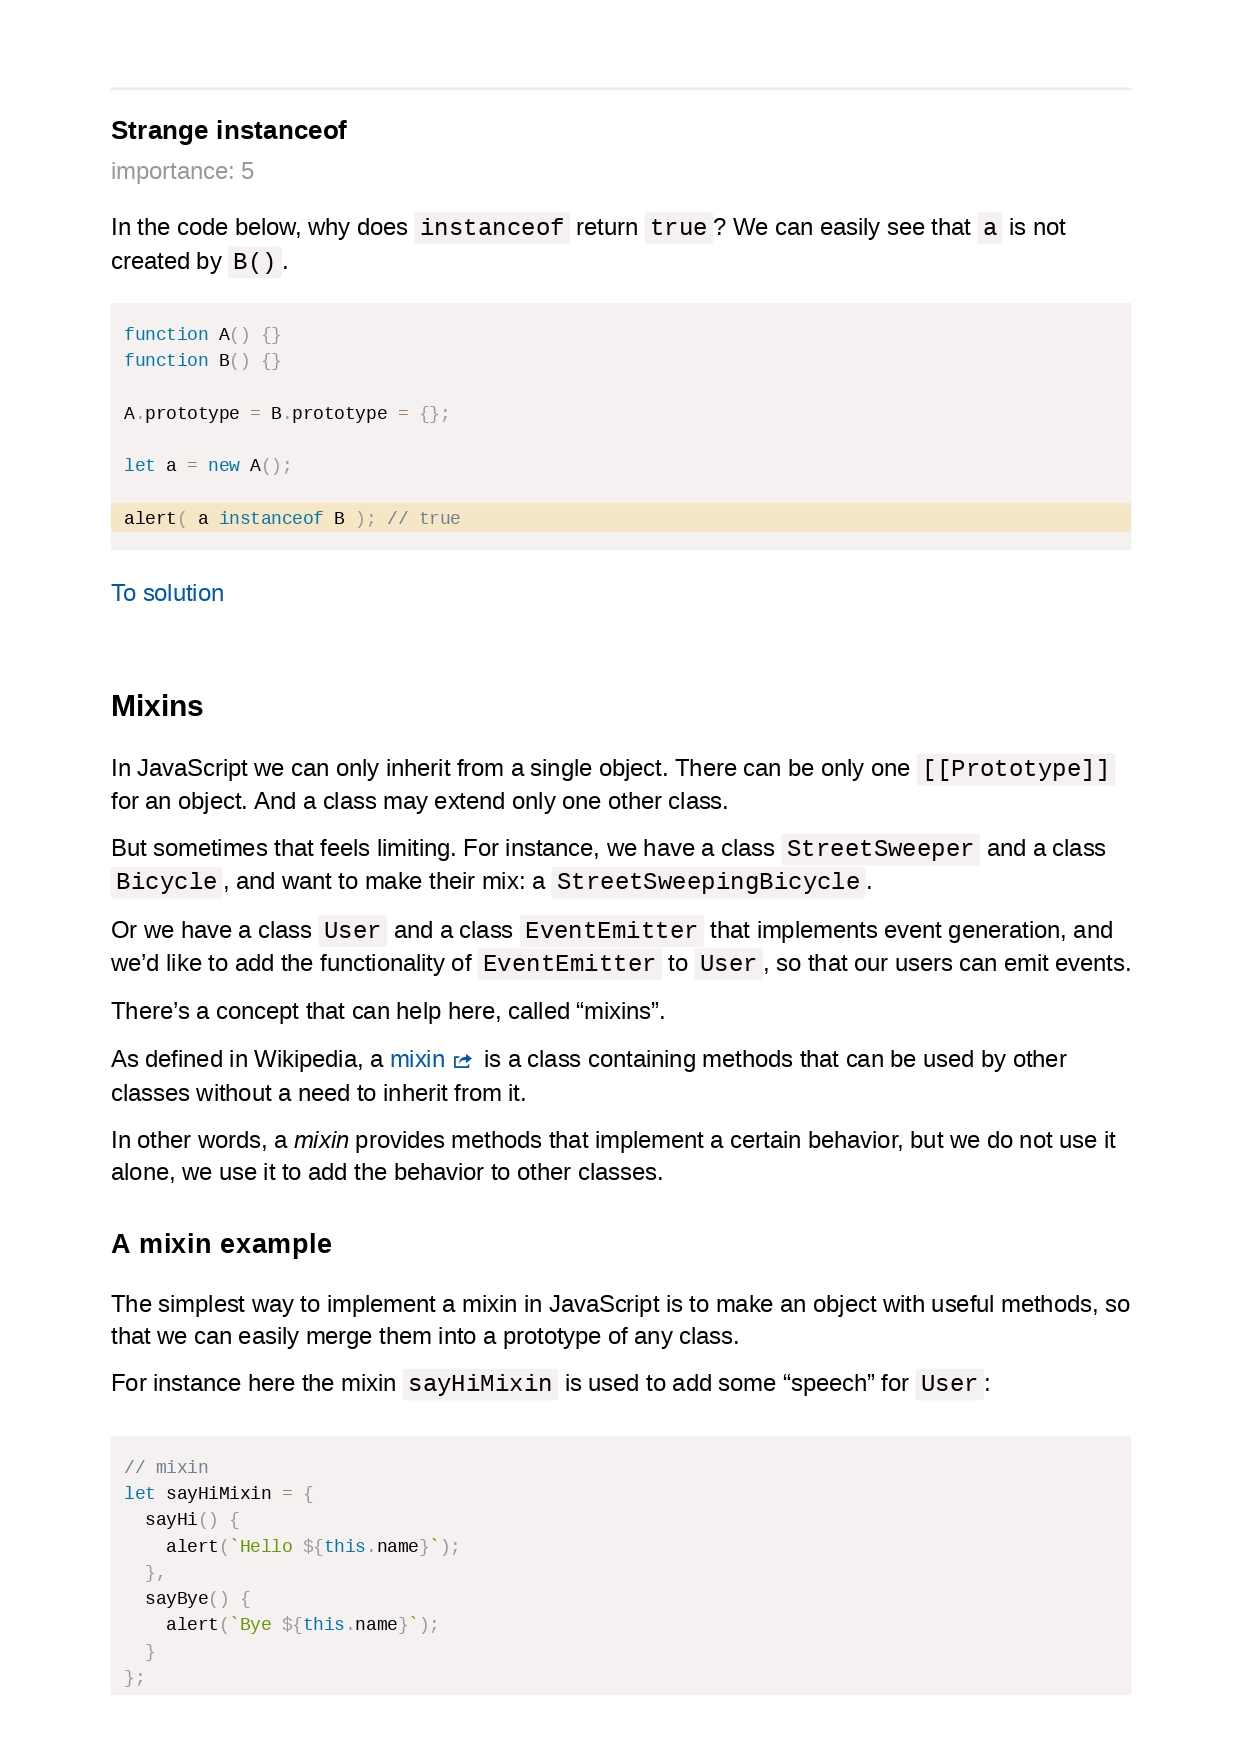 Strange instanceof
importance: 5
In the code below, why does instanceof return true? We can easily see that a is not
created by B().
function A() {}
function B() {}
A.prototype = B.prototype = {};
let a = new A();
alert( a instanceof B ); // true
To solution
Mixins
In JavaScript we can only inherit from a single object. There can be only one [[Prototype]]
for an object. And a class may extend only one other class.
But sometimes that feels limiting. For instance, we have a class StreetSweeper and a class
Bicycle, and want to make their mix: a StreetSweepingBicycle.
Or we have a class User and a class EventEmitter that implements event generation, and
we’d like to add the functionality of EventEmitter to User, so that our users can emit events.
There’s a concept that can help here, called “mixins”.
As defined in Wikipedia, a mixin is a class containing methods that can be used by other
classes without a need to inherit from it.
In other words, a mixin provides methods that implement a certain behavior, but we do not use it
alone, we use it to add the behavior to other classes.
A mixin example
The simplest way to implement a mixin in JavaScript is to make an object with useful methods, so
that we can easily merge them into a prototype of any class.
For instance here the mixin sayHiMixin is used to add some “speech” for User:
// mixin
let sayHiMixin = {
  sayHi() {
    alert(`Hello ${this.name}`);
  },
  sayBye() {
    alert(`Bye ${this.name}`);
  }
};